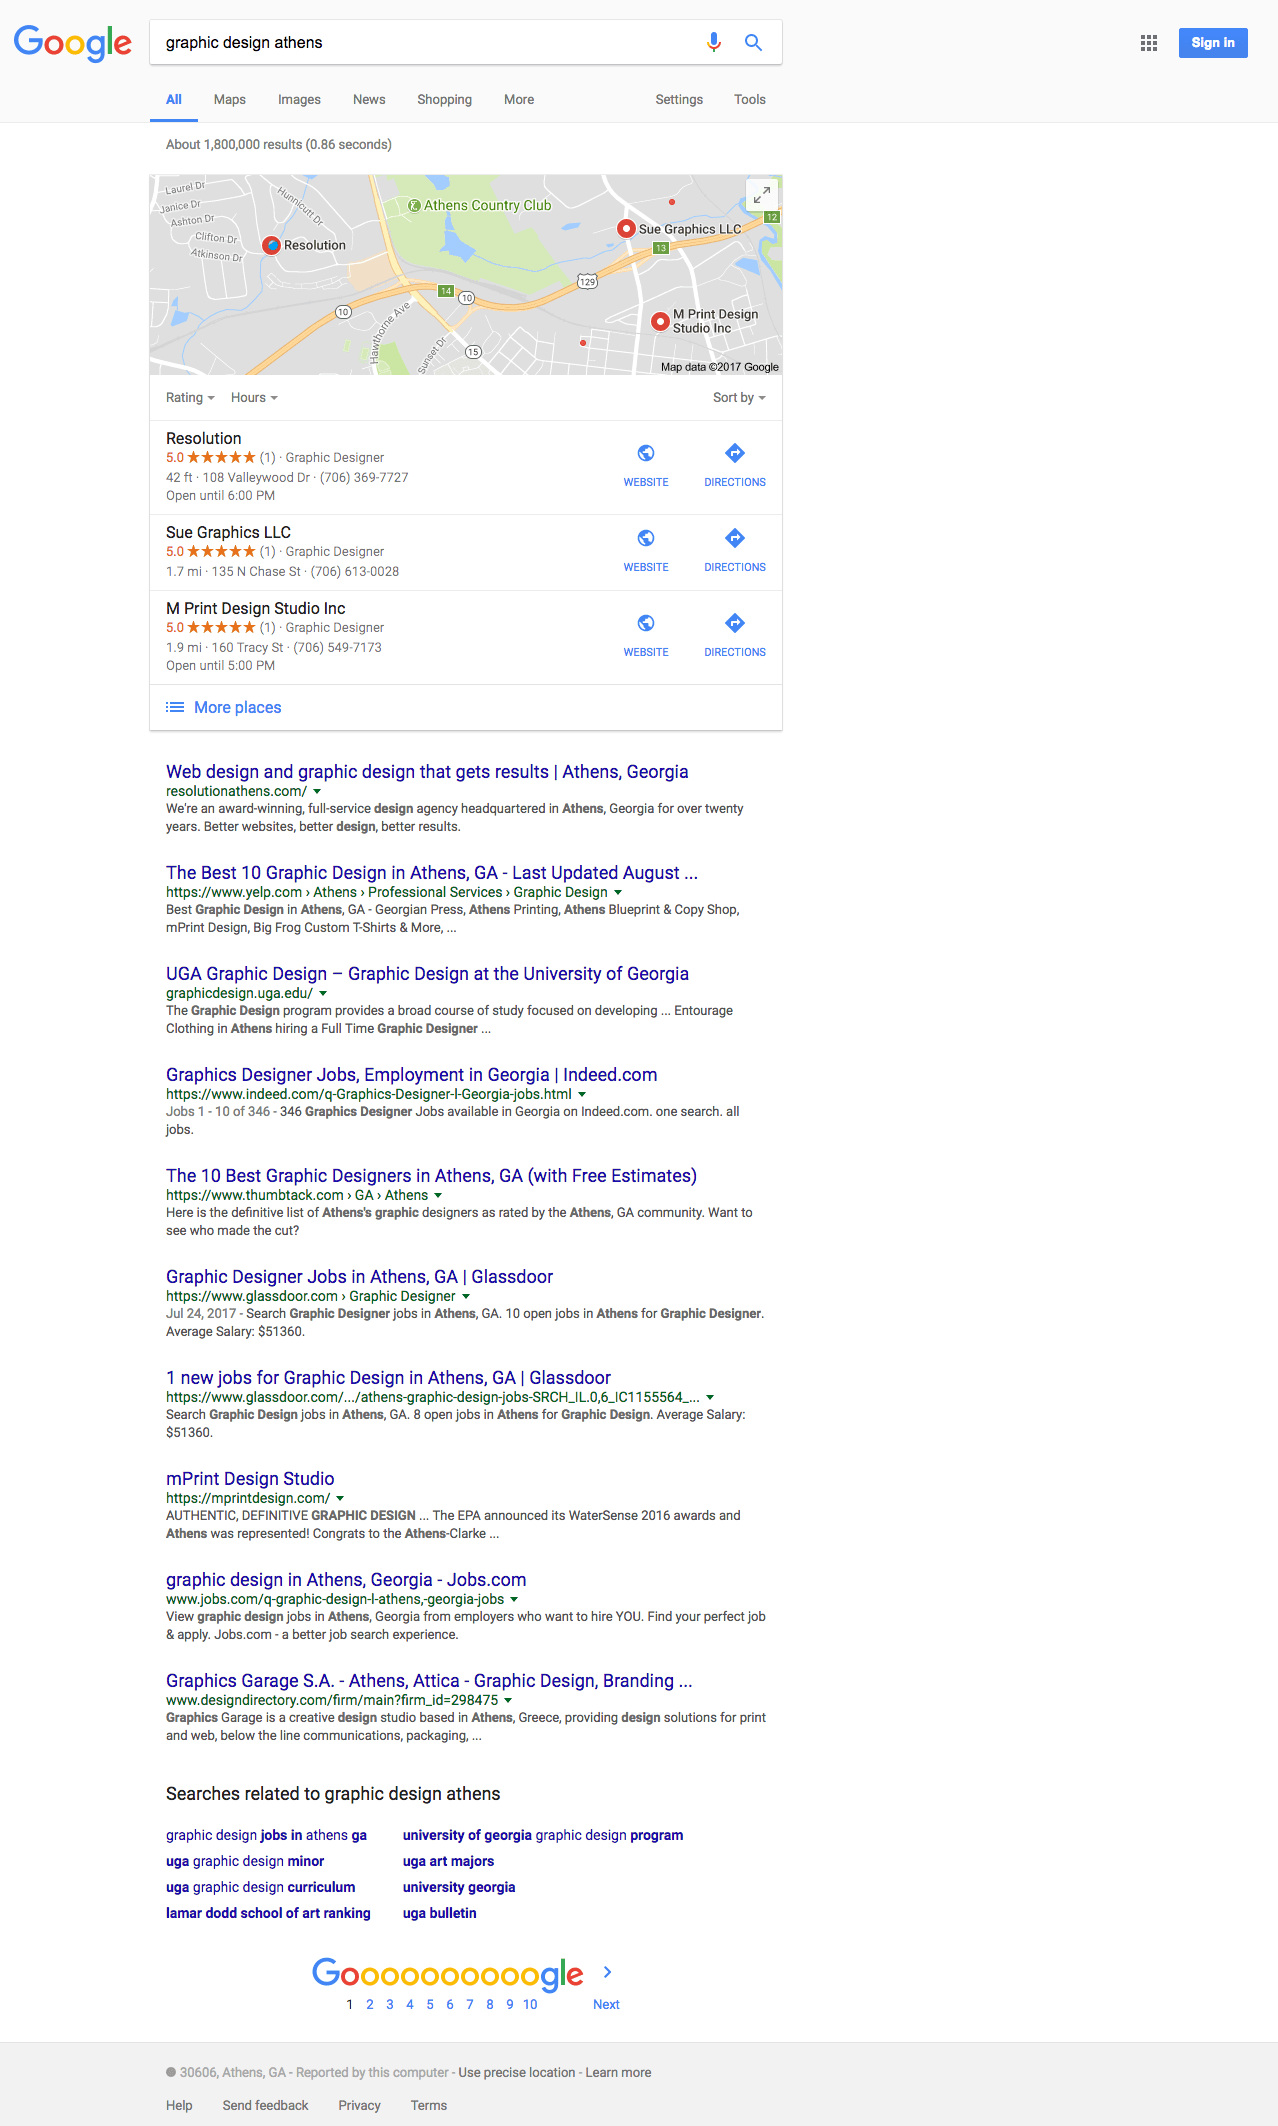 Google
graphic design athens
Sign in
All Maps Images News Shopping More Settings Tools
About 1,800,000 results (0.86 seconds)
Laurel Dr
Janice Dr
Ashton Dr
Clifton Dr
Atkinson Dr
Hunnicutt Dr
Resolution
Athens Country Club
Sue Graphics LLC
12
13
129
14
10
10
15
Hawthorne Ave
Sunset Dr
M Print Design
Studio Inc
Map data ©2017 Google
Rating Hours Sort by
Resolution
5.0 ★★★★★ (1) · Graphic Designer
42 ft · 108 Valleywood Dr · (706) 369-7727
Open until 6:00 PM
WEBSITE DIRECTIONS
Sue Graphics LLC
5.0 ★★★★★ (1) · Graphic Designer
1.7 mi · 135 N Chase St · (706) 613-0028
WEBSITE DIRECTIONS
M Print Design Studio Inc
5.0 ★★★★★ (1) · Graphic Designer
1.9 mi · 160 Tracy St · (706) 549-7173
Open until 5:00 PM
WEBSITE DIRECTIONS
More places
Web design and graphic design that gets results | Athens, Georgia
resolutionathens.com/
We're an award-winning, full-service design agency headquartered in Athens, Georgia for over twenty
years. Better websites, better design, better results.
The Best 10 Graphic Design in Athens, GA - Last Updated August ...
https://www.yelp.com › Athens › Professional Services › Graphic Design
Best Graphic Design in Athens, GA - Georgian Press, Athens Printing, Athens Blueprint & Copy Shop,
mPrint Design, Big Frog Custom T-Shirts & More, ...
UGA Graphic Design – Graphic Design at the University of Georgia
graphicdesign.uga.edu/
The Graphic Design program provides a broad course of study focused on developing ... Entourage
Clothing in Athens hiring a Full Time Graphic Designer ...
Graphics Designer Jobs, Employment in Georgia | Indeed.com
https://www.indeed.com/q-Graphics-Designer-l-Georgia-jobs.html
Jobs 1 - 10 of 346 - 346 Graphics Designer Jobs available in Georgia on Indeed.com. one search. all
jobs.
The 10 Best Graphic Designers in Athens, GA (with Free Estimates)
https://www.thumbtack.com › GA › Athens
Here is the definitive list of Athens's graphic designers as rated by the Athens, GA community. Want to
see who made the cut?
Graphic Designer Jobs in Athens, GA | Glassdoor
https://www.glassdoor.com › Graphic Designer
Jul 24, 2017 - Search Graphic Designer jobs in Athens, GA. 10 open jobs in Athens for Graphic Designer.
Average Salary: $51360.
1 new jobs for Graphic Design in Athens, GA | Glassdoor
https://www.glassdoor.com/.../athens-graphic-design-jobs-SRCH_IL.0,6_IC1155564_...
Search Graphic Design jobs in Athens, GA. 8 open jobs in Athens for Graphic Design. Average Salary:
$51360.
mPrint Design Studio
https://mprintdesign.com/
AUTHENTIC, DEFINITIVE GRAPHIC DESIGN ... The EPA announced its WaterSense 2016 awards and
Athens was represented! Congrats to the Athens-Clarke ...
graphic design in Athens, Georgia - Jobs.com
www.jobs.com/q-graphic-design-l-athens,-georgia-jobs
View graphic design jobs in Athens, Georgia from employers who want to hire YOU. Find your perfect job
& apply. Jobs.com - a better job search experience.
Graphics Garage S.A. - Athens, Attica - Graphic Design, Branding ...
www.designdirectory.com/firm/main?firm_id=298475
Graphics Garage is a creative design studio based in Athens, Greece, providing design solutions for print
and web, below the line communications, packaging, ...
Searches related to graphic design athens
graphic design jobs in athens ga university of georgia graphic design program
uga graphic design minor uga art majors
uga graphic design curriculum university georgia
lamar dodd school of art ranking uga bulletin
Goooooooooogle
1 2 3 4 5 6 7 8 9 10 Next
30606, Athens, GA - Reported by this computer - Use precise location - Learn more
Help Send feedback Privacy Terms